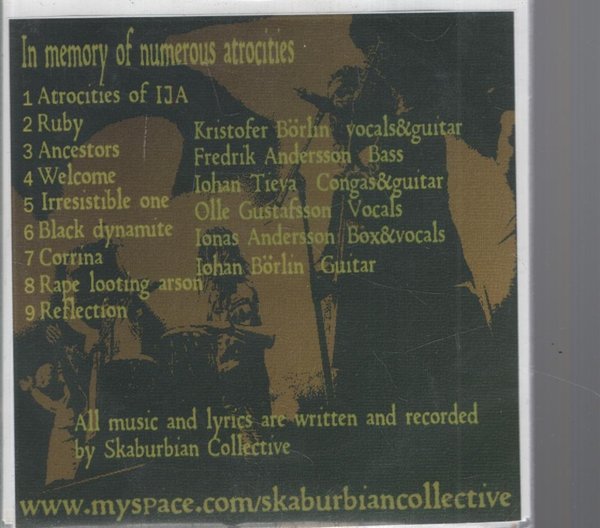 In memory of numerous atrocities
1 Atrocities of IJA
2 Ruby
3 Ancestors
4 Welcome
5 Irresistible one
6 Black dynamite
7 Corrina
8 Rape looting arson
9 Reflection
Kristofer Börlin vocals&guitar
Fredrik Andersson Bass
Iohan Tieva Congas&guitar
Olle Gustafsson Vocals
Ionas Andersson Box&vocals
Iohan Börlin Guitar
All music and lyrics are written and recorded
by Skaburbian Collective
www.myspace.com/skaburbiancollective